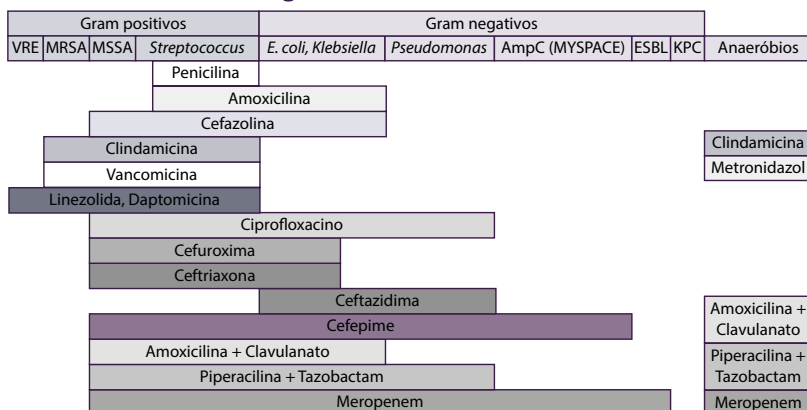 Gram positivos Gram negativos
VRE MRSA MSSA Streptococcus E. coli, Klebsiella Pseudomonas AmpC (MYSPACE) ESBL KPC Anaeróbios
Penicilina
Amoxicilina
Cefazolina
Clindamicina Clindamicina
Vancomicina Metronidazol
Linezolida, Daptomicina
Ciprofloxacino
Cefuroxima
Ceftriaxona
Ceftazidima
Cefepime
Amoxicilina + Clavulanato
Amoxicilina +
Clavulanato
Piperacilina + Tazobactam
Piperacilina +
Tazobactam
Meropenem Meropenem